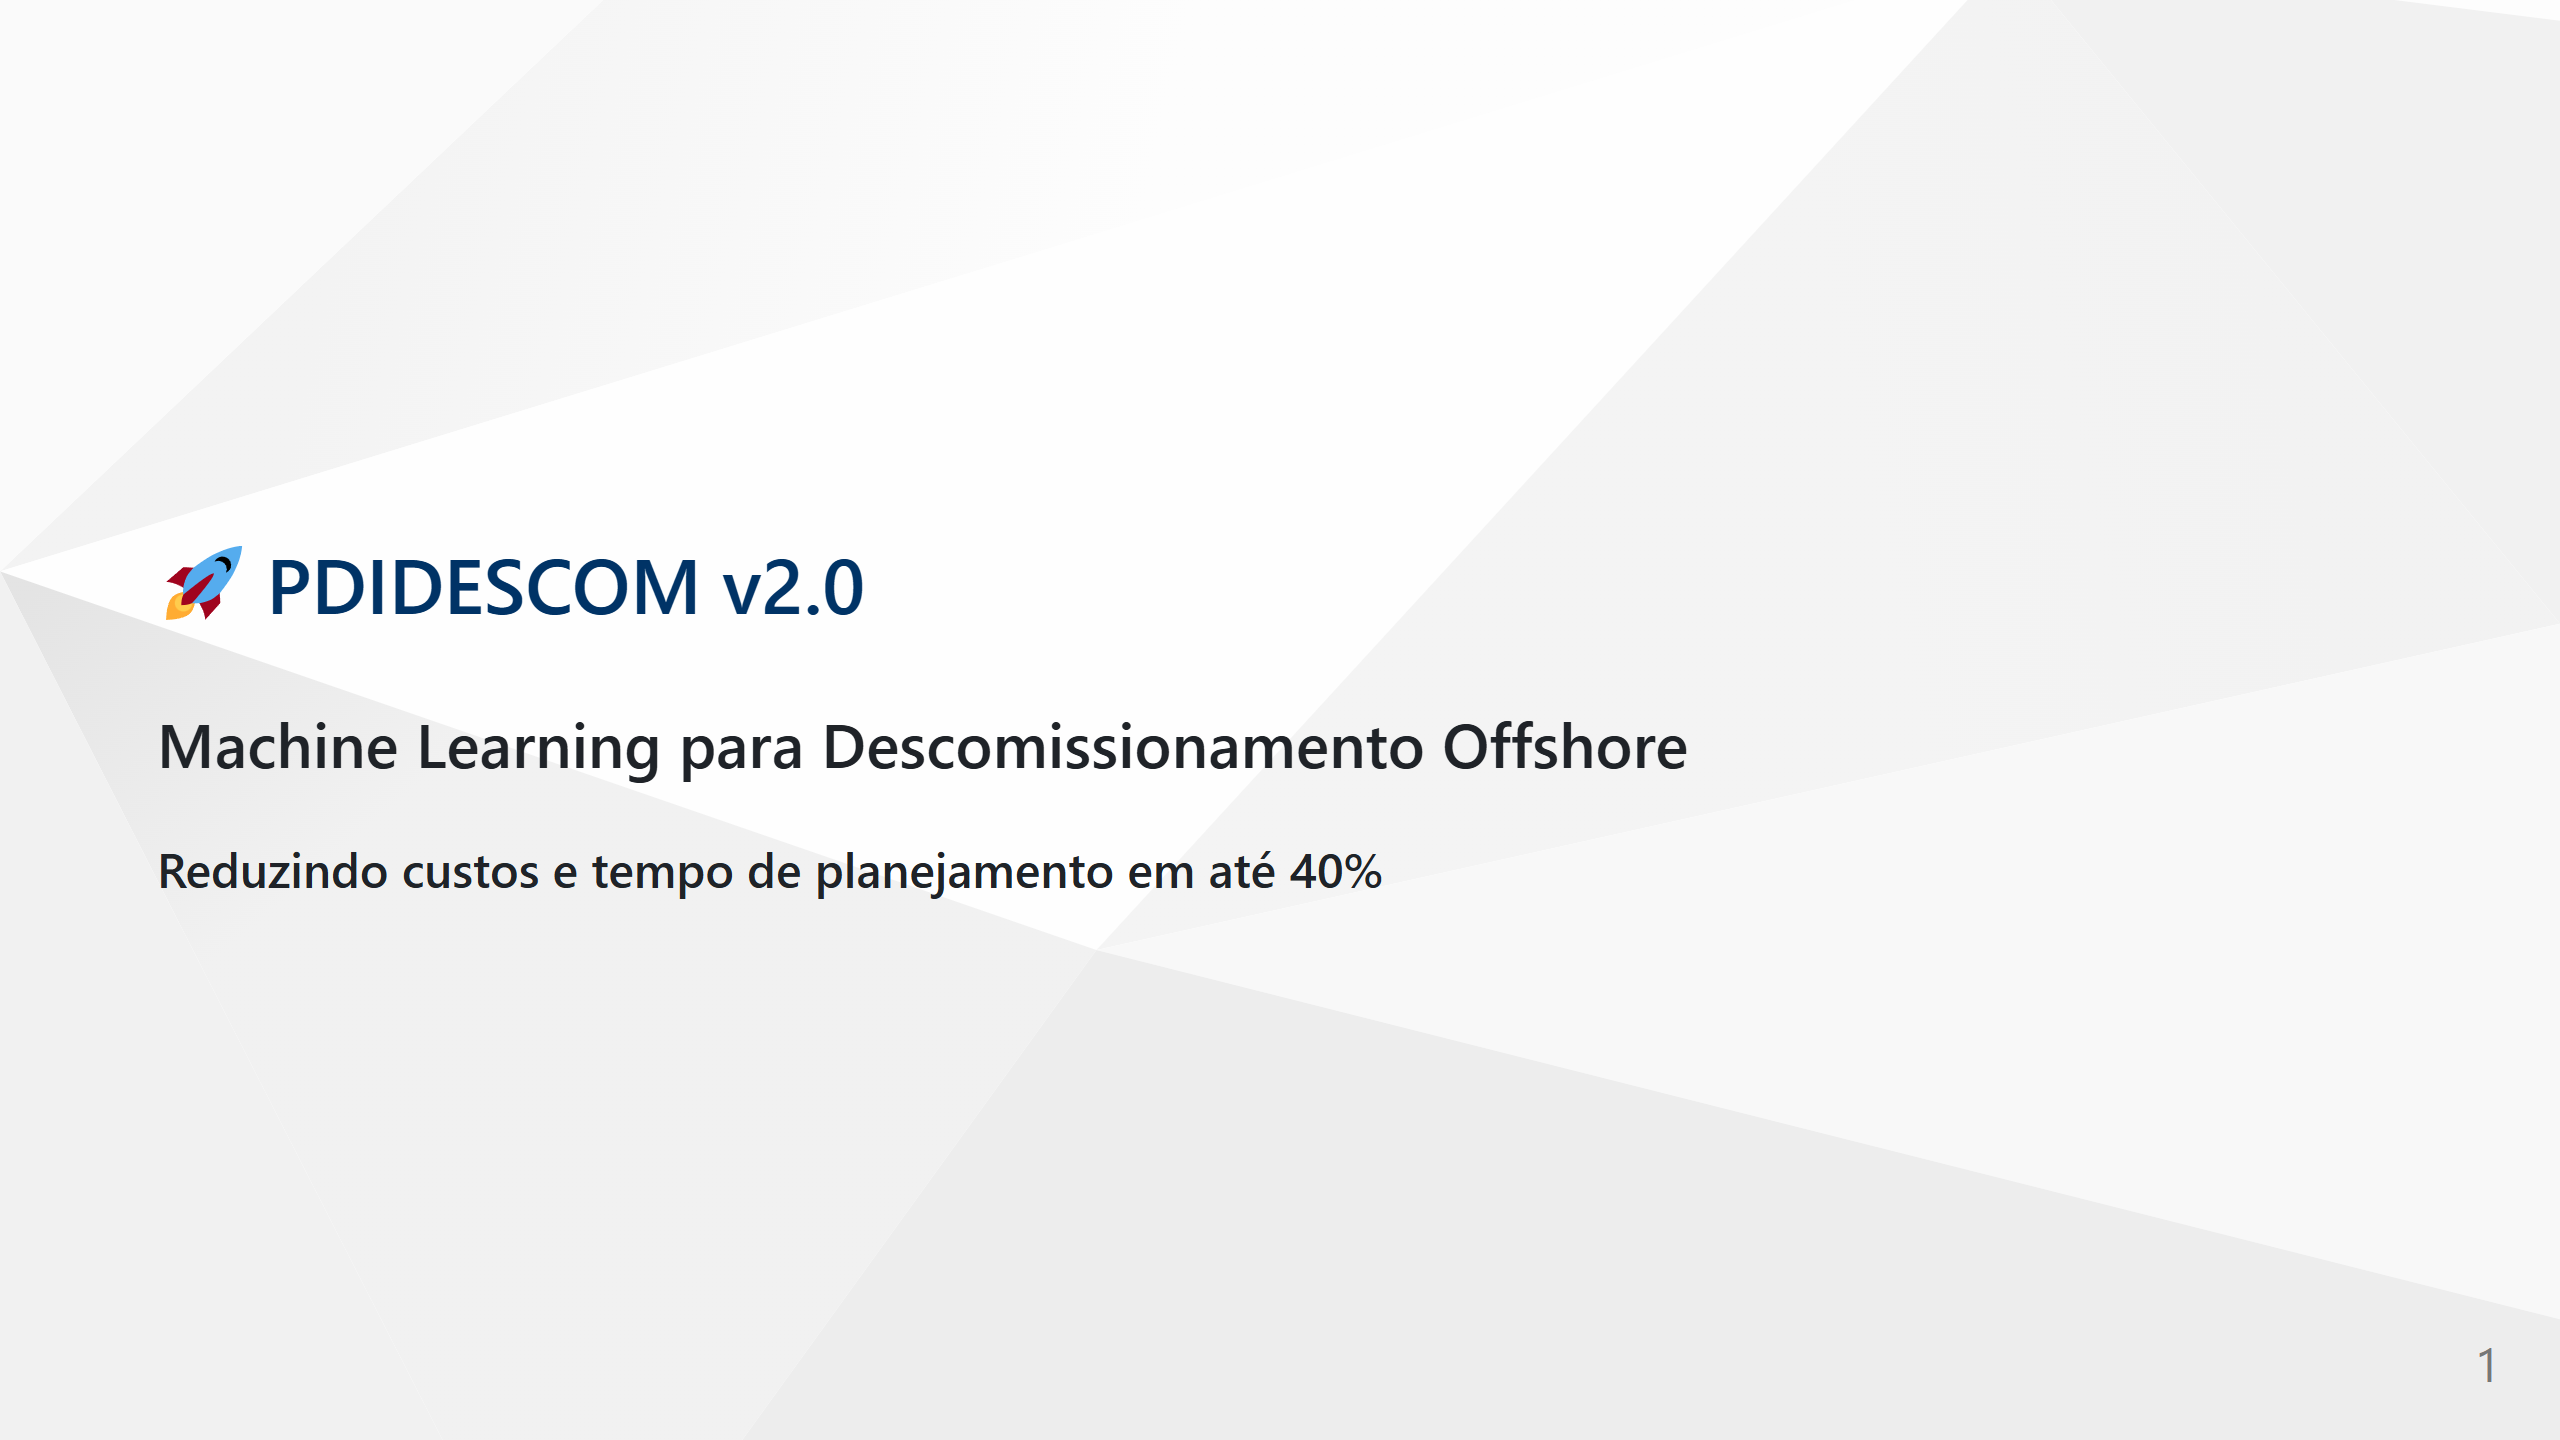 🚀 PDIDESCOM v2.0
Machine Learning para Descomissionamento Offshore
Reduzindo custos e tempo de planejamento em até 40%
1